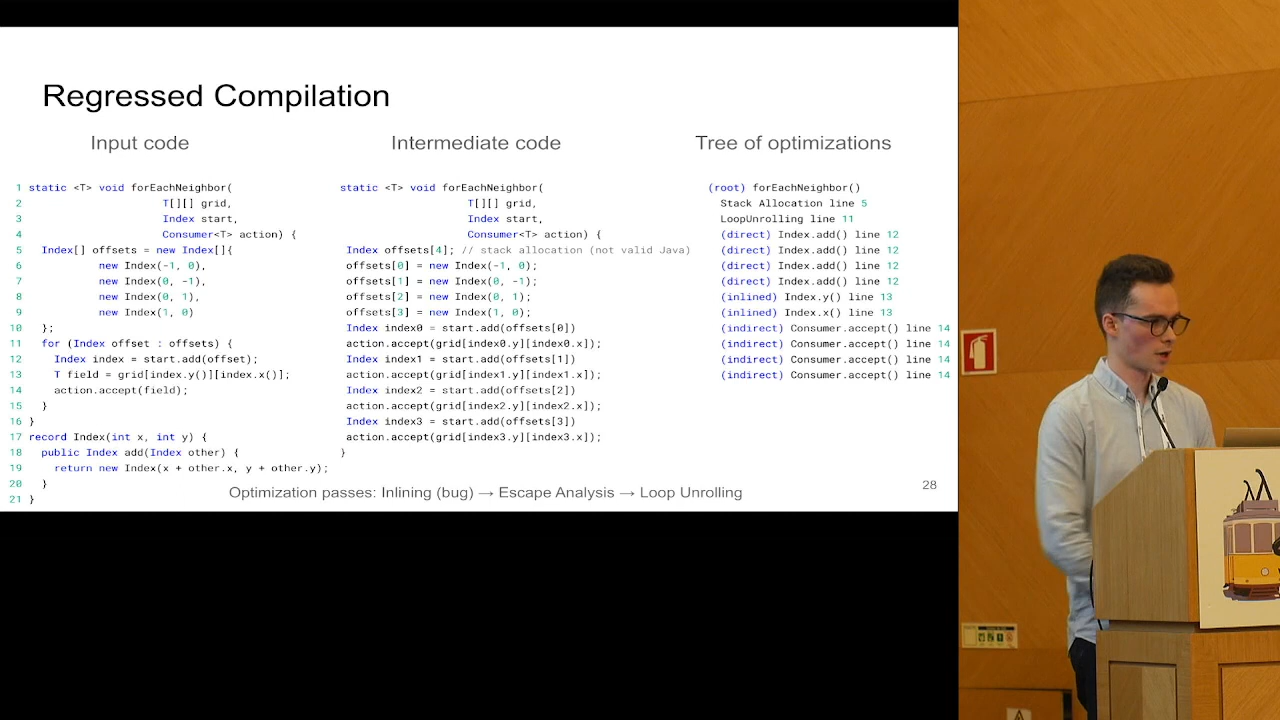 Regressed Compilation
Input code
1 static <T> void forEachNeighbor(
2 T[][] grid,
3 Index start,
4 Consumer<T> action) {
5 Index[] offsets = new Index[]{
6 new Index(-1, 0),
7 new Index(0, -1),
8 new Index(0, 1),
9 new Index(1, 0)
10 };
11 for (Index offset : offsets) {
12 Index index = start.add(offset);
13 T field = grid[index.y()][index.x()];
14 action.accept(field);
15 }
16 }
17 record Index(int x, int y) {
18 public Index add(Index other) {
19 return new Index(x + other.x, y + other.y);
20 }
21 }
Intermediate code
static <T> void forEachNeighbor(
T[][] grid,
Index start,
Consumer<T> action) {
Index offsets[4]; // stack allocation (not valid Java)
offsets[0] = new Index(-1, 0);
offsets[1] = new Index(0, -1);
offsets[2] = new Index(0, 1);
offsets[3] = new Index(1, 0);
Index index0 = start.add(offsets[0])
action.accept(grid[index0.y][index0.x]);
Index index1 = start.add(offsets[1])
action.accept(grid[index1.y][index1.x]);
Index index2 = start.add(offsets[2])
action.accept(grid[index2.y][index2.x]);
Index index3 = start.add(offsets[3])
action.accept(grid[index3.y][index3.x]);
}
Tree of optimizations
(root) forEachNeighbor()
Stack Allocation line 5
LoopUnrolling line 11
(direct) Index.add() line 12
(direct) Index.add() line 12
(direct) Index.add() line 12
(direct) Index.add() line 12
(inlined) Index.y() line 13
(inlined) Index.x() line 13
(indirect) Consumer.accept() line 14
(indirect) Consumer.accept() line 14
(indirect) Consumer.accept() line 14
(indirect) Consumer.accept() line 14
Optimization passes: Inlining (bug) → Escape Analysis → Loop Unrolling
28